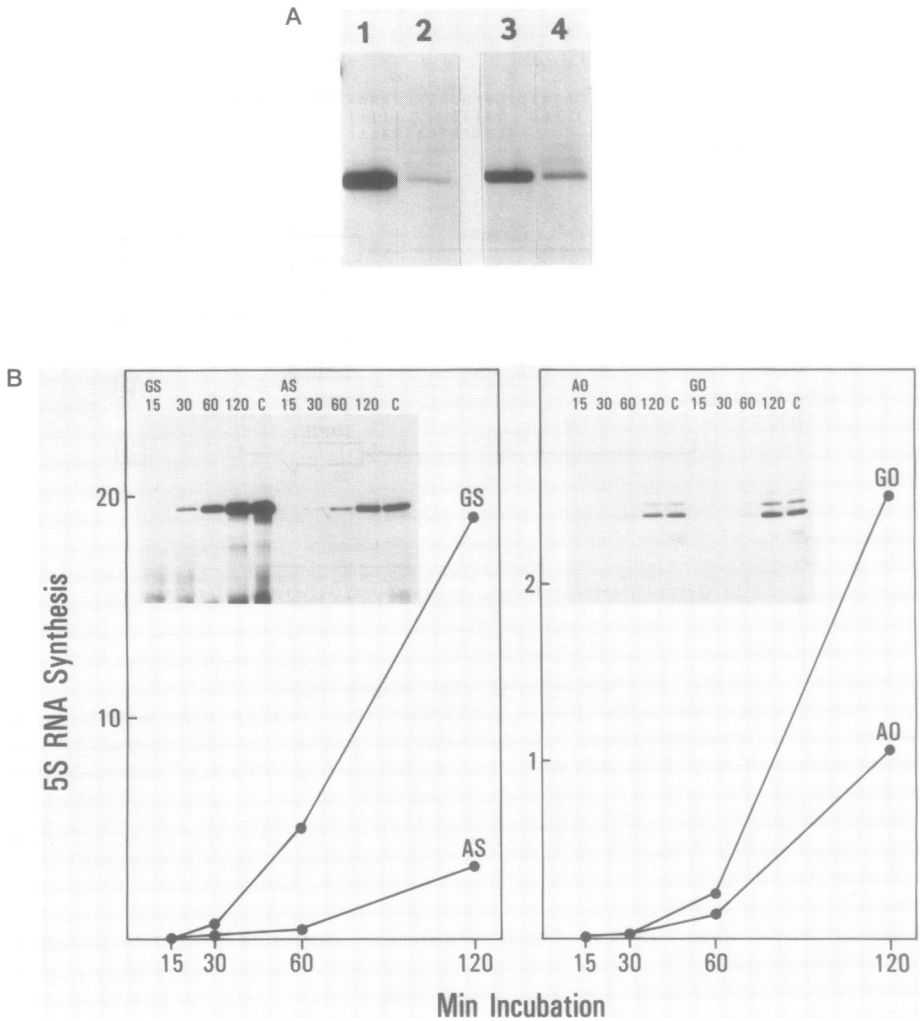 A
1 2 3 4
B
GS AS
15 30 60 120 C 15 30 60 120 C
AO GO
15 30 60 120 C 15 30 60 120 C
20
10
5S RNA Synthesis
GS
AS
2
1
GO
AO
15 30 60 120
15 30 60 120
Min Incubation